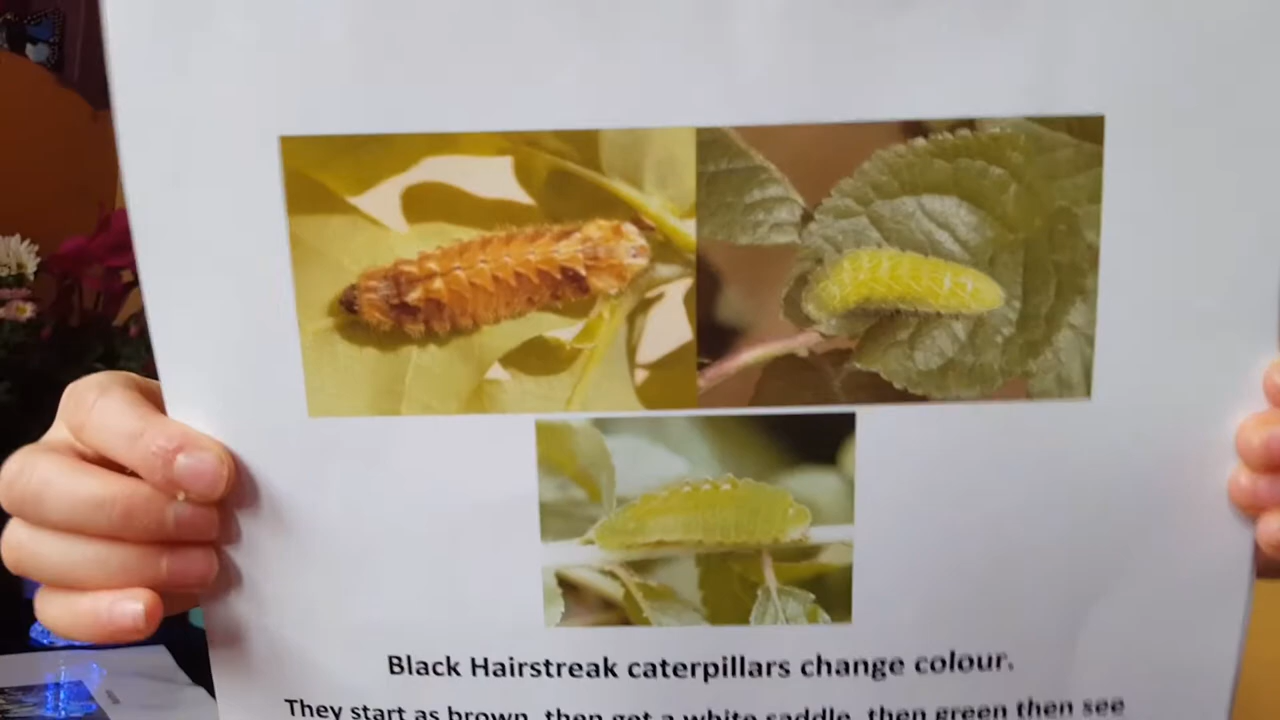 Black Hairstreak caterpillars change colour.
They start as brown, then get a white saddle, then green then see